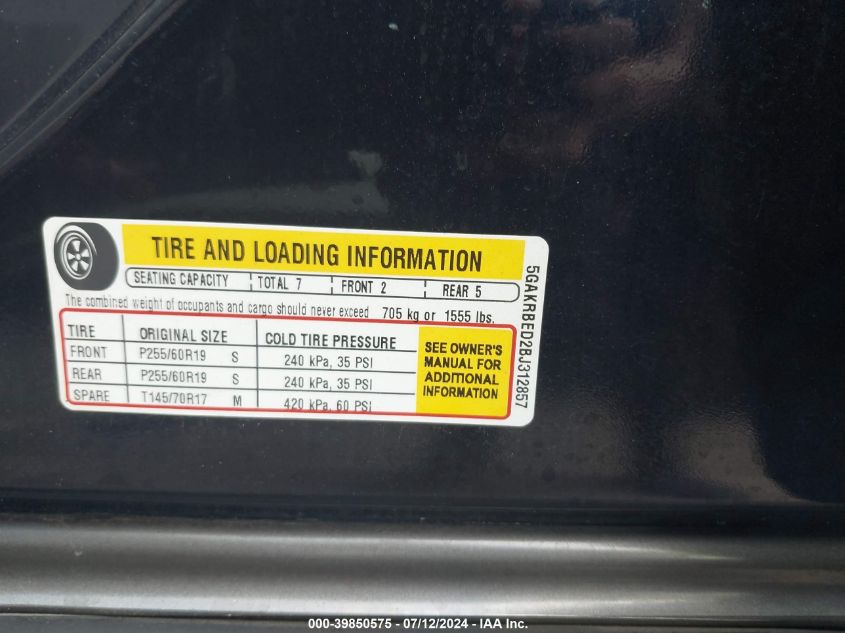 TIRE AND LOADING INFORMATION
SEATING CAPACITY TOTAL 7 FRONT 2 REAR 5
The combined weight of occupants and cargo should never exceed 705 kg or 1555 lbs.
TIRE ORIGINAL SIZE COLD TIRE PRESSURE
FRONT P255/60R19 S 240 kPa, 35 PSI
REAR P255/60R19 S 240 kPa, 35 PSI
SPARE T145/70R17 M 420 kPa, 60 PSI
SEE OWNER'S
MANUAL FOR
ADDITIONAL
INFORMATION
5GAKRBED2BJ312857
000-39850575 - 07/12/2024 - IAA Inc.